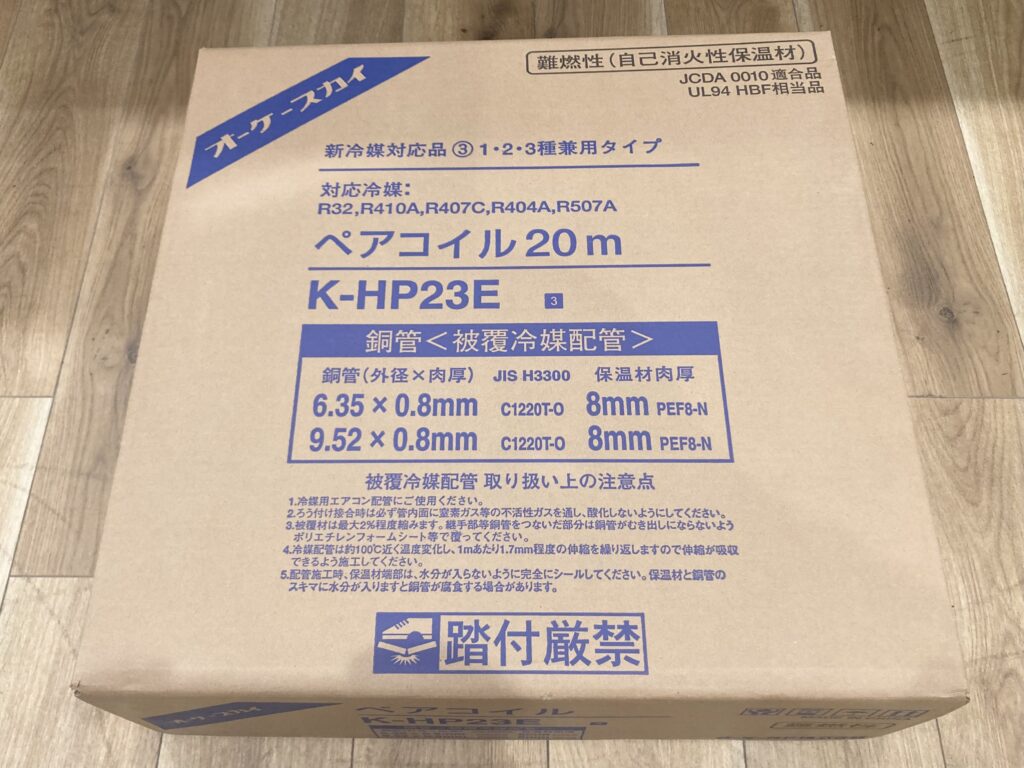 オーケースカイ
難燃性(自己消火性保温材)
JCDA 0010適合品
UL94 HBF相当品
新冷媒対応品③1・2・3種兼用タイプ
対応冷媒:
R32,R410A,R407C,R404A,R507A
ペアコイル20m
K-HP23E 3
銅管<被覆冷媒配管>
銅管(外径×肉厚) JIS H3300 保温材肉厚
6.35×0.8mm C1220T-O 8mm PEF8-N
9.52×0.8mm C1220T-O 8mm PEF8-N
被覆冷媒配管 取り扱い上の注意点
1.冷媒用エアコン配管にご使用ください。
2.ろう付け接合時は必ず管内面に窒素ガス等の不活性ガスを通し、酸化しないようにしてください。
3.被覆材は最大2%程度縮みます。継手部等銅管をつないだ部分は銅管がむき出しにならないよう
ポリエチレンフォームシート等で覆ってください。
4.冷媒配管は約100℃近く温度変化し、1mあたり1.7mm程度の伸縮を繰り返しますので伸縮が吸収
できるよう施工してください。
5.配管施工時、保温材端部は、水分が入らないように完全にシールしてください。保温材と銅管の
スキマに水分が入りますと銅管が腐食する場合があります。
踏付厳禁
オーケースカイ
ペアコイル
K-HP23E